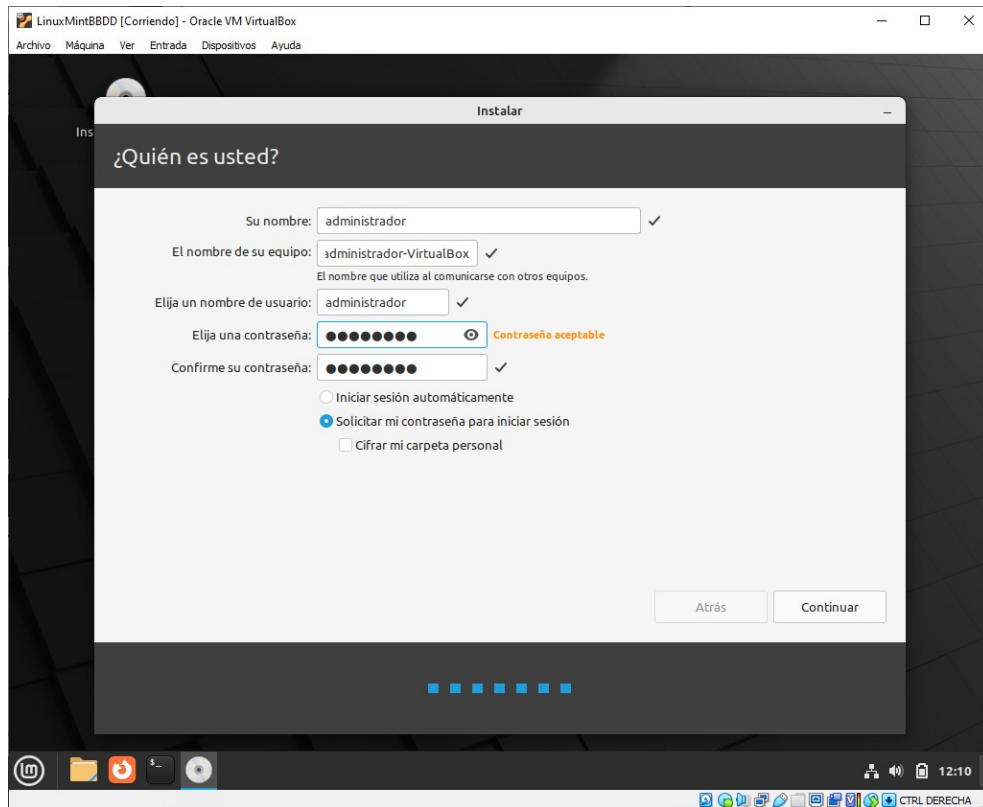 LinuxMintBBDD [Corriendo] - Oracle VM VirtualBox
Archivo Máquina Ver Entrada Dispositivos Ayuda
Instalar
Ins
¿Quién es usted?
Su nombre: administrador
El nombre de su equipo: administrador-VirtualBox
El nombre que utiliza al comunicarse con otros equipos.
Elija un nombre de usuario: administrador
Elija una contraseña: ●●●●●●●● Contraseña aceptable
Confirme su contraseña: ●●●●●●●●
Iniciar sesión automáticamente
Solicitar mi contraseña para iniciar sesión
Cifrar mi carpeta personal
Atrás Continuar
$_
12:10
CTRL DERECHA